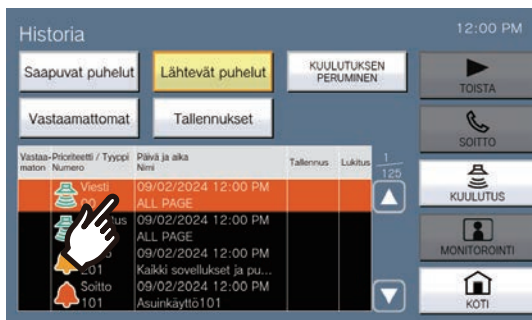 Historia
12:00 PM
Saapuvat puhelut
Lähtevät puhelut
KUULUTUKSEN
PERUMINEN
Vastaamattomat
Tallennukset
TOISTA
SOITTO
KUULUTUS
MONITOROINTI
KOTI
Vastaa-
maton
Prioriteetti / Tyyppi
Numero
Päivä ja aika
Nimi
Tallennus
Lukitus
1
125
Viesti
09/02/2024 12:00 PM
ALL PAGE
09/02/2024 12:00 PM
ALL PAGE
09/02/2024 12:00 PM
201
Kaikki sovellukset ja pu...
Soitto
09/02/2024 12:00 PM
101
Asuinkäyttö101